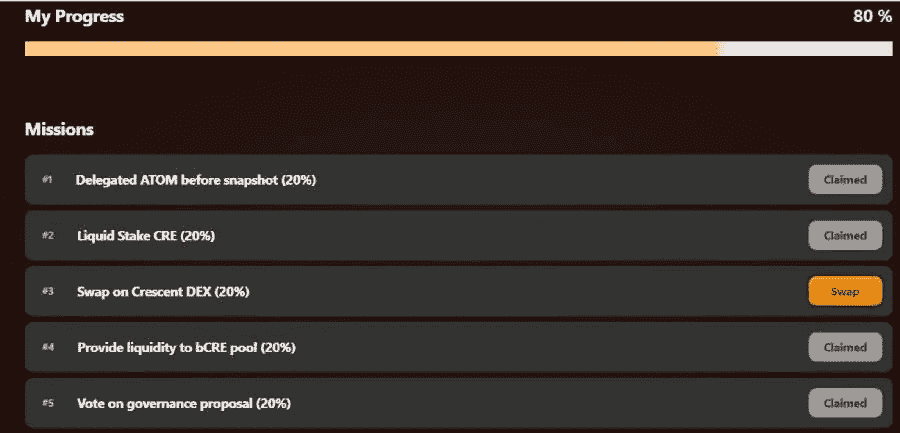 My Progress 80 %
Missions
#1 Delegated ATOM before snapshot (20%) Claimed
#2 Liquid Stake CRE (20%) Claimed
#3 Swap on Crescent DEX (20%) Swap
#4 Provide liquidity to bCRE pool (20%) Claimed
#5 Vote on governance proposal (20%) Claimed